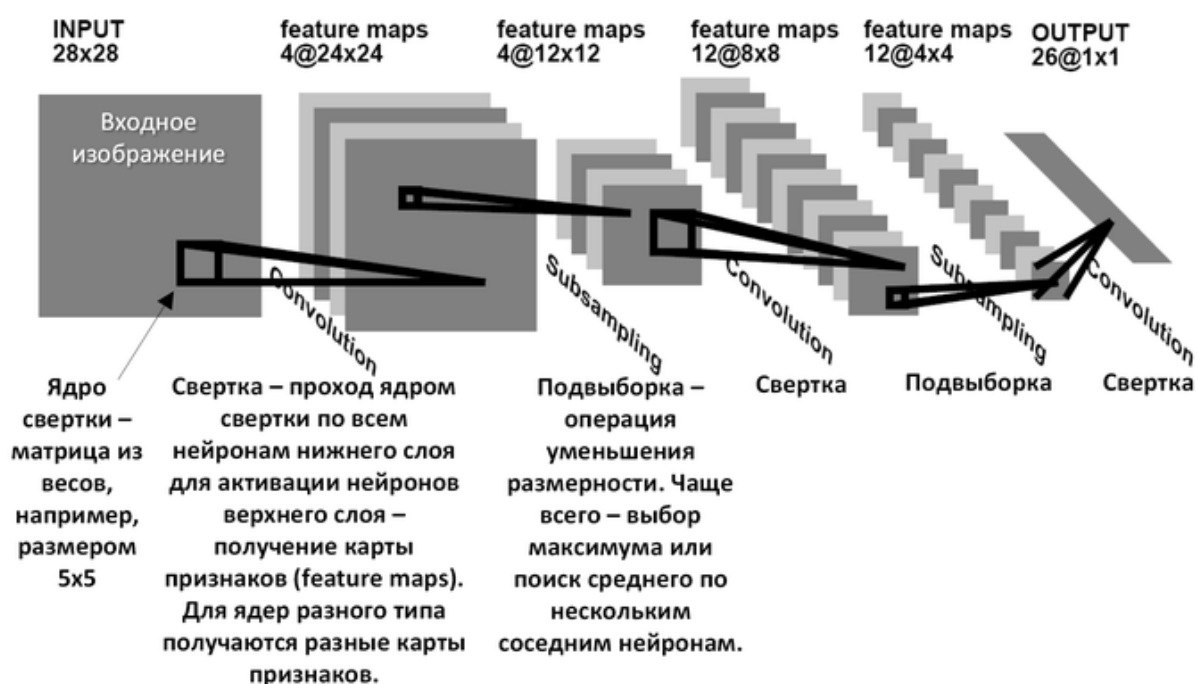 INPUT
28x28
feature maps
4@24x24
feature maps
4@12x12
feature maps
12@8x8
feature maps
12@4x4
OUTPUT
26@1x1
Входное
изображение
Convolution
Subsampling
Convolution
Subsampling
Convolution
Ядро
свертки –
матрица из
весов,
например,
размером
5x5
Свертка – проход ядром
свертки по всем
нейронам нижнего слоя
для активации нейронов
верхнего слоя –
получение карты
признаков (feature maps).
Для ядер разного типа
получаются разные карты
признаков.
Подвыборка –
операция
уменьшения
размерности. Чаще
всего – выбор
максимума или
поиск среднего по
нескольким
соседним нейронам.
Свертка
Подвыборка
Свертка